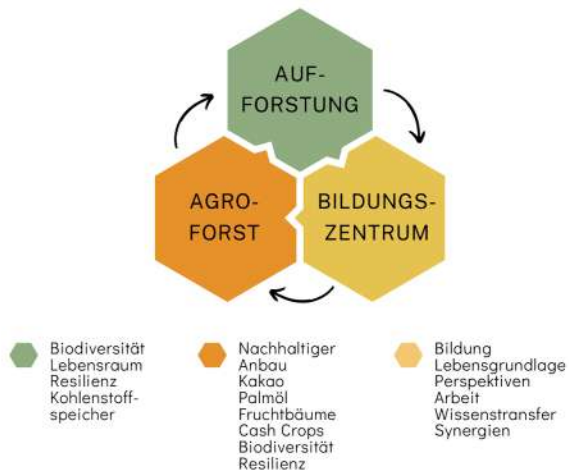 AUF-
FORSTUNG
AGRO-
FORST
BILDUNGS-
ZENTRUM
Biodiversität
Lebensraum
Resilienz
Kohlenstoff-
speicher
Nachhaltiger
Anbau
Kakao
Palmöl
Fruchtbäume
Cash Crops
Biodiversität
Resilienz
Bildung
Lebensgrundlage
Perspektiven
Arbeit
Wissenstransfer
Synergien